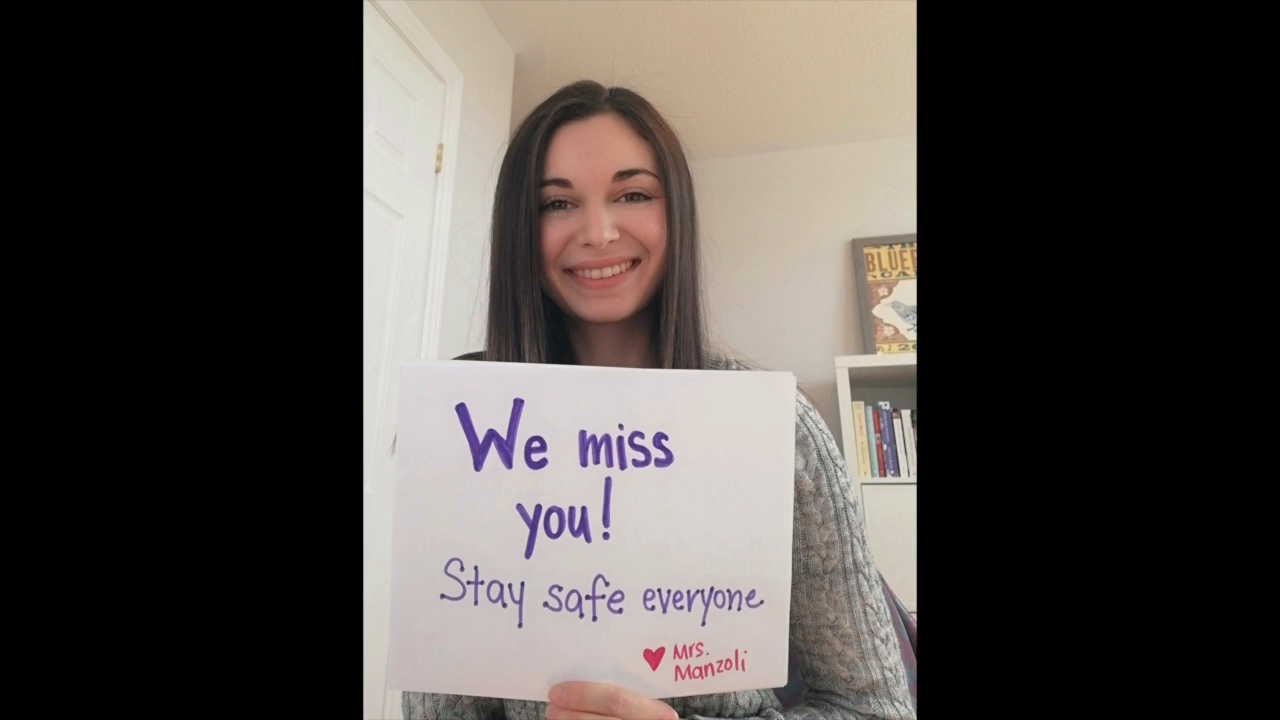 We miss
you!
Stay safe everyone
♥ Mrs.
Manzoli